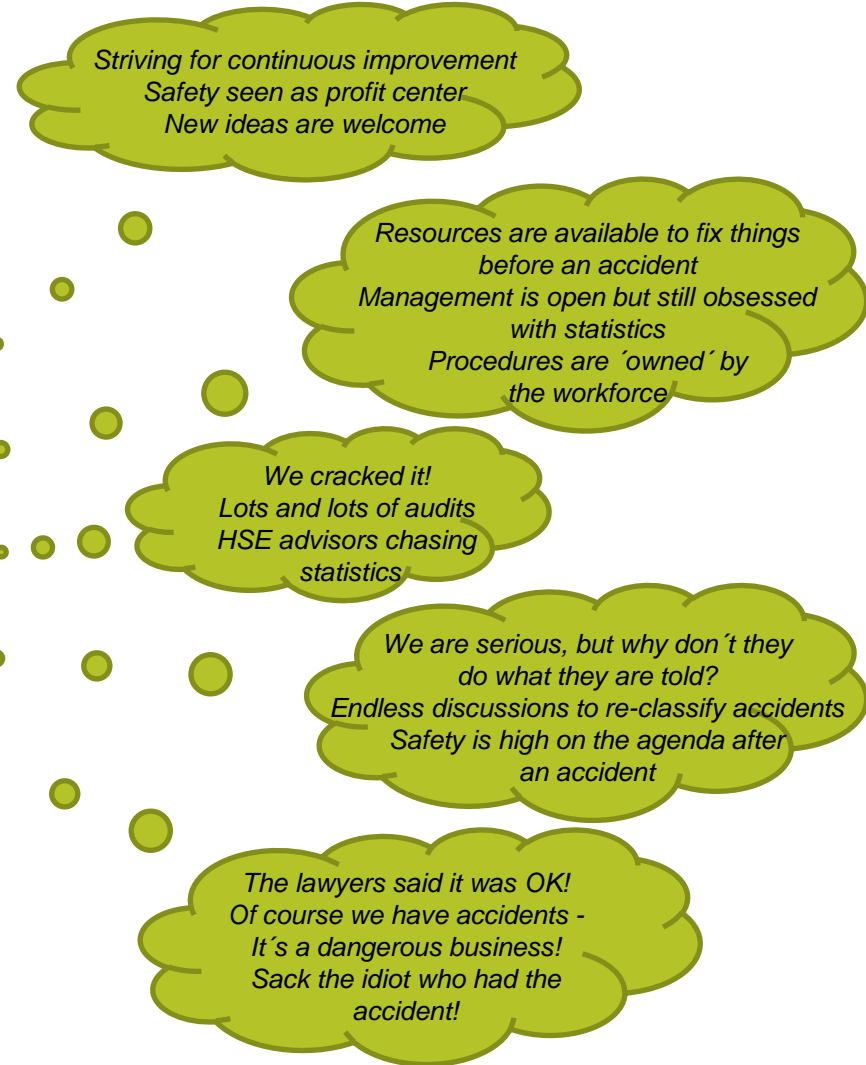 Striving for continuous improvement
Safety seen as profit center
New ideas are welcome
Resources are available to fix things
before an accident
Management is open but still obsessed
with statistics
Procedures are ´owned´ by
the workforce
We cracked it!
Lots and lots of audits
HSE advisors chasing
statistics
We are serious, but why don´t they
do what they are told?
Endless discussions to re-classify accidents
Safety is high on the agenda after
an accident
The lawyers said it was OK!
Of course we have accidents -
It´s a dangerous business!
Sack the idiot who had the
accident!